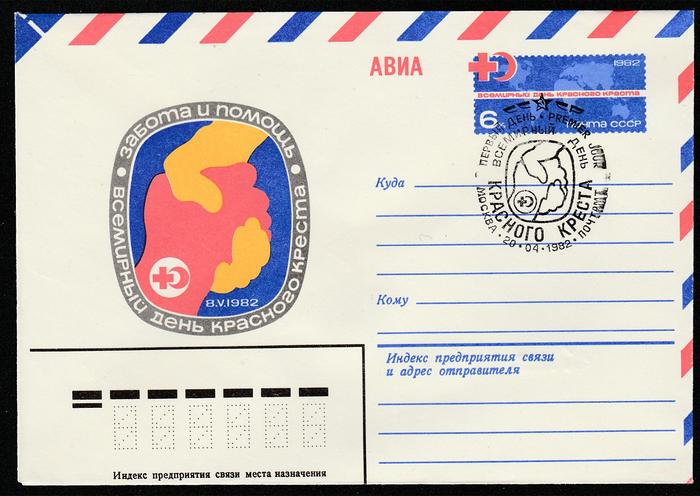 АВИА
1982
ВСЕМИРНЫЙ ДЕНЬ КРАСНОГО КРЕСТА
6 ПОЧТА СССР
ПЕРВЫЙ ДЕНЬ • PREMIER JOUR
ВСЕМИРНЫЙ ДЕНЬ
КРАСНОГО КРЕСТА
МОСКВА • 20 • 04 • 1982 • ПОЧТАМТ
ЗАБОТА И ПОМОЩЬ
ВСЕМИРНЫЙ ДЕНЬ КРАСНОГО КРЕСТА
8.V.1982
Куда
Кому
Индекс предприятия связи
и адрес отправителя
Индекс предприятия связи места назначения